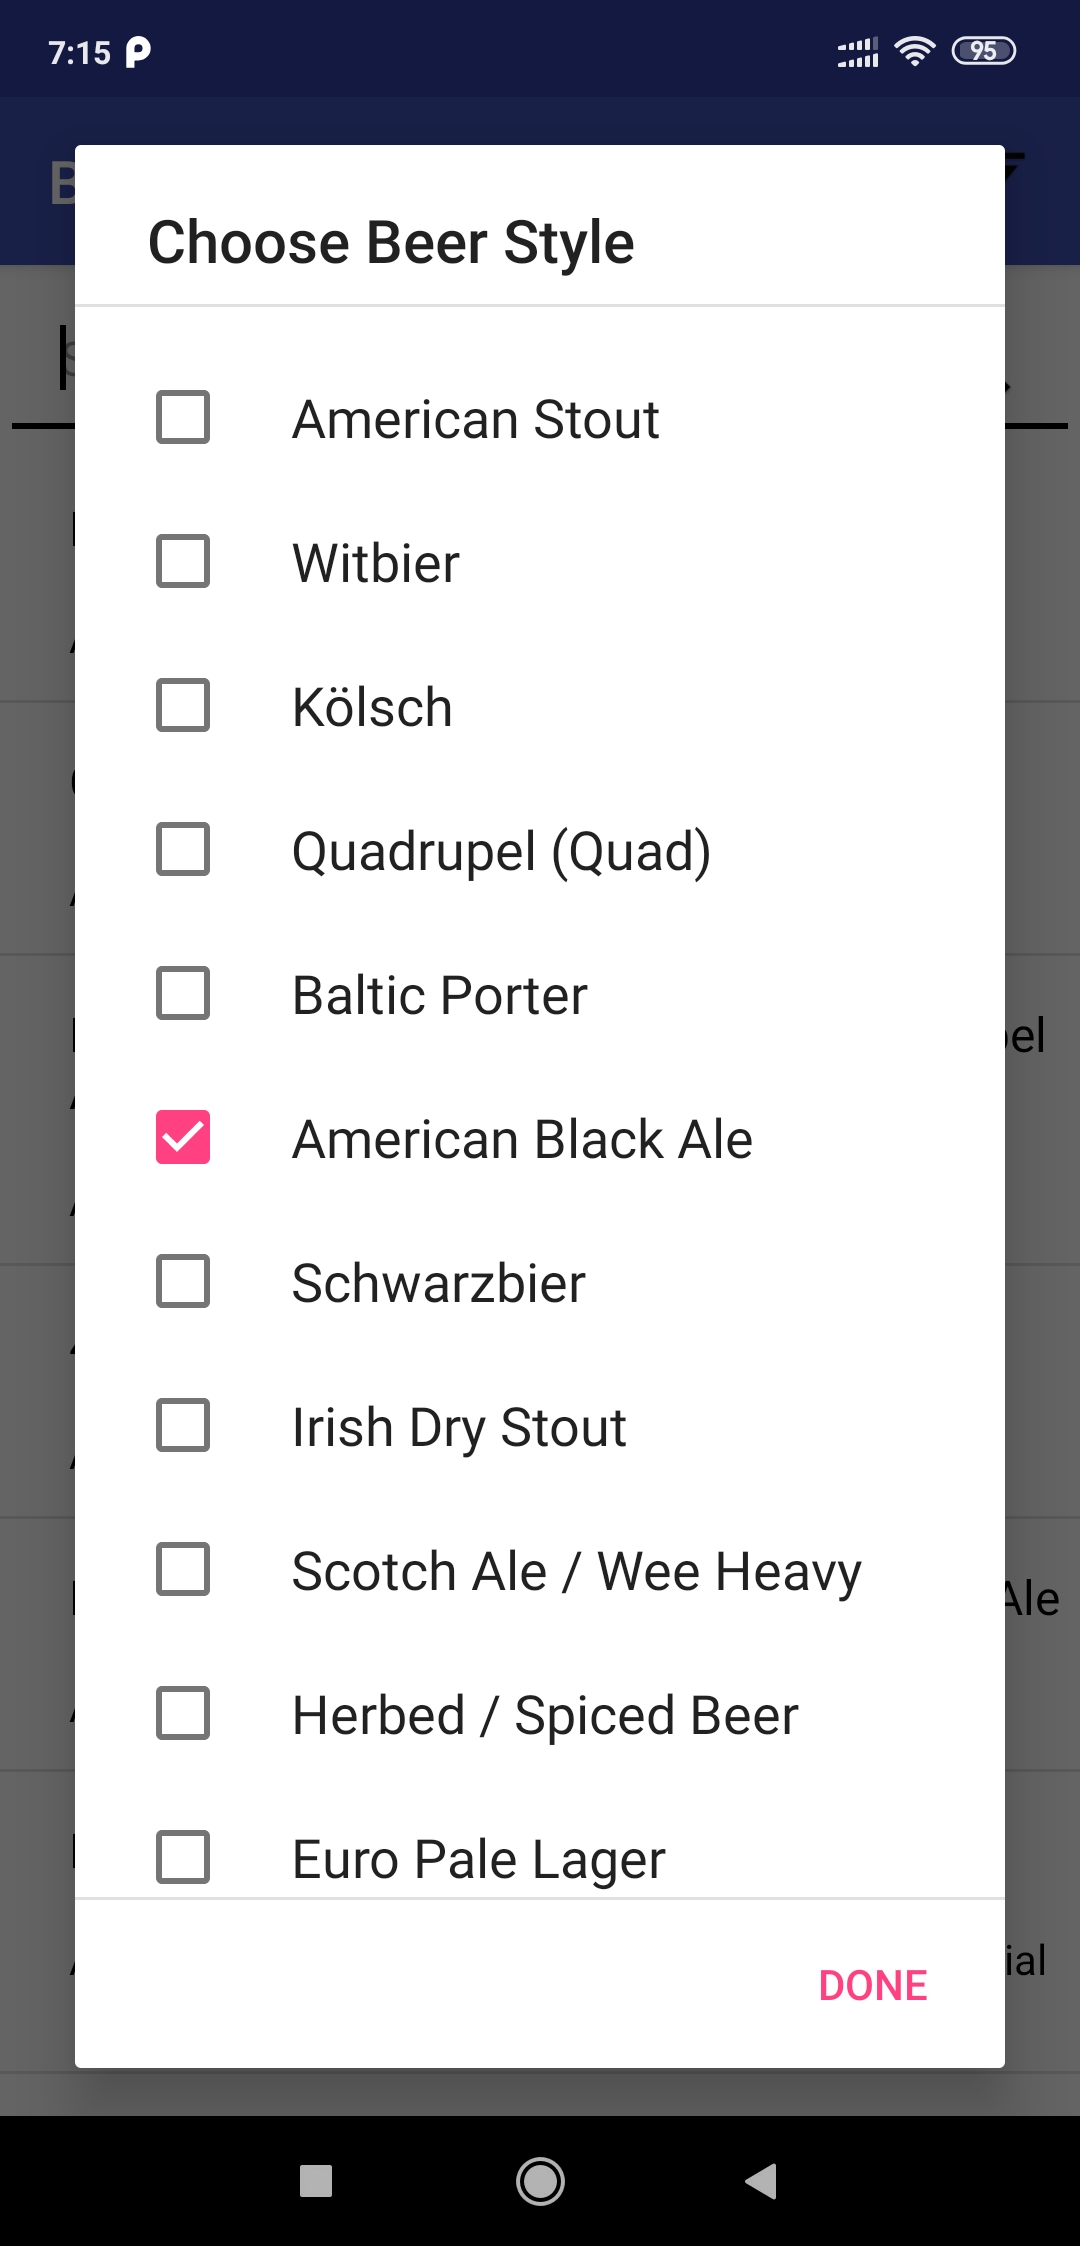 7:15
95
B
Choose Beer Style
American Stout
Witbier
Kölsch
Quadrupel (Quad)
Baltic Porter
American Black Ale
Schwarzbier
Irish Dry Stout
Scotch Ale / Wee Heavy
Ale
Herbed / Spiced Beer
Euro Pale Lager
DONE